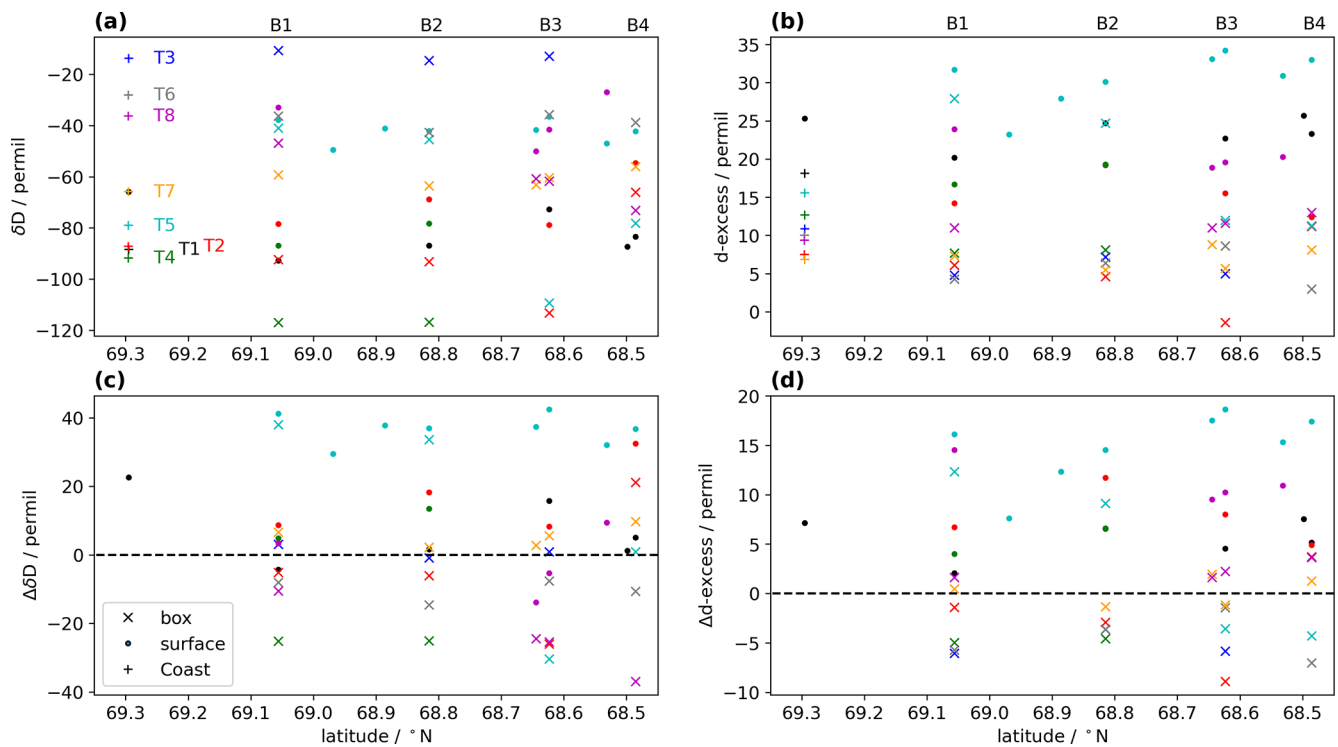 (a) B1 B2 B3 B4
−20
−40
−60
−80
−100
−120
δD / permil
T3
T6
T8
T7
T5
T1 T2
T4
69.3 69.2 69.1 69.0 68.9 68.8 68.7 68.6 68.5
(b) B1 B2 B3 B4
35
30
25
20
15
10
5
0
d-excess / permil
69.3 69.2 69.1 69.0 68.9 68.8 68.7 68.6 68.5
(c)
40
20
0
−20
−40
ΔδD / permil
box
surface
Coast
69.3 69.2 69.1 69.0 68.9 68.8 68.7 68.6 68.5
latitude / °N
(d)
20
15
10
5
0
−5
−10
Δd-excess / permil
69.3 69.2 69.1 69.0 68.9 68.8 68.7 68.6 68.5
latitude / °N